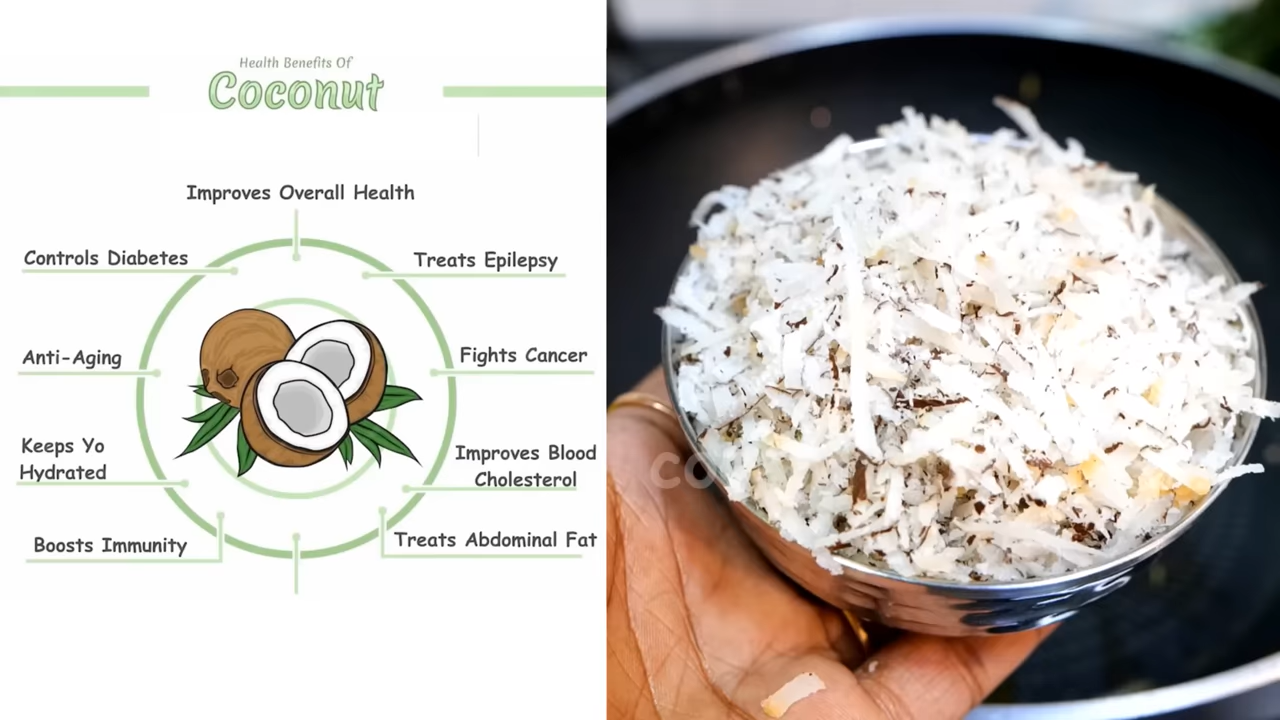 Health Benefits Of
Coconut
Improves Overall Health
Controls Diabetes
Treats Epilepsy
Anti-Aging
Fights Cancer
Keeps Yo
Hydrated
Improves Blood
Cholesterol
Boosts Immunity
Treats Abdominal Fat